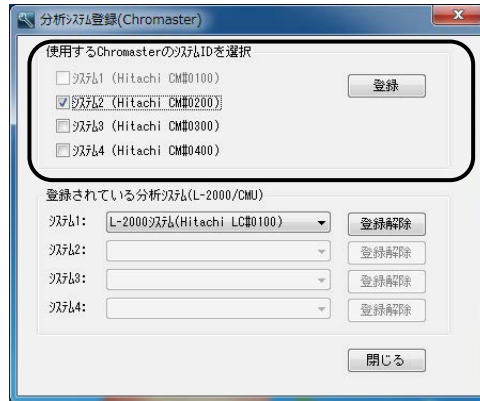 分析ｼｽﾃﾑ登録(Chromaster)
使用するChromasterのｼｽﾃﾑIDを選択
ｼｽﾃﾑ1 (Hitachi CM#0100)
登録
ｼｽﾃﾑ2 (Hitachi CM#0200)
ｼｽﾃﾑ3 (Hitachi CM#0300)
ｼｽﾃﾑ4 (Hitachi CM#0400)
登録されている分析ｼｽﾃﾑ(L-2000/CMU)
ｼｽﾃﾑ1: L-2000ｼｽﾃﾑ(Hitachi LC#0100) 登録解除
ｼｽﾃﾑ2: 登録解除
ｼｽﾃﾑ3: 登録解除
ｼｽﾃﾑ4: 登録解除
閉じる